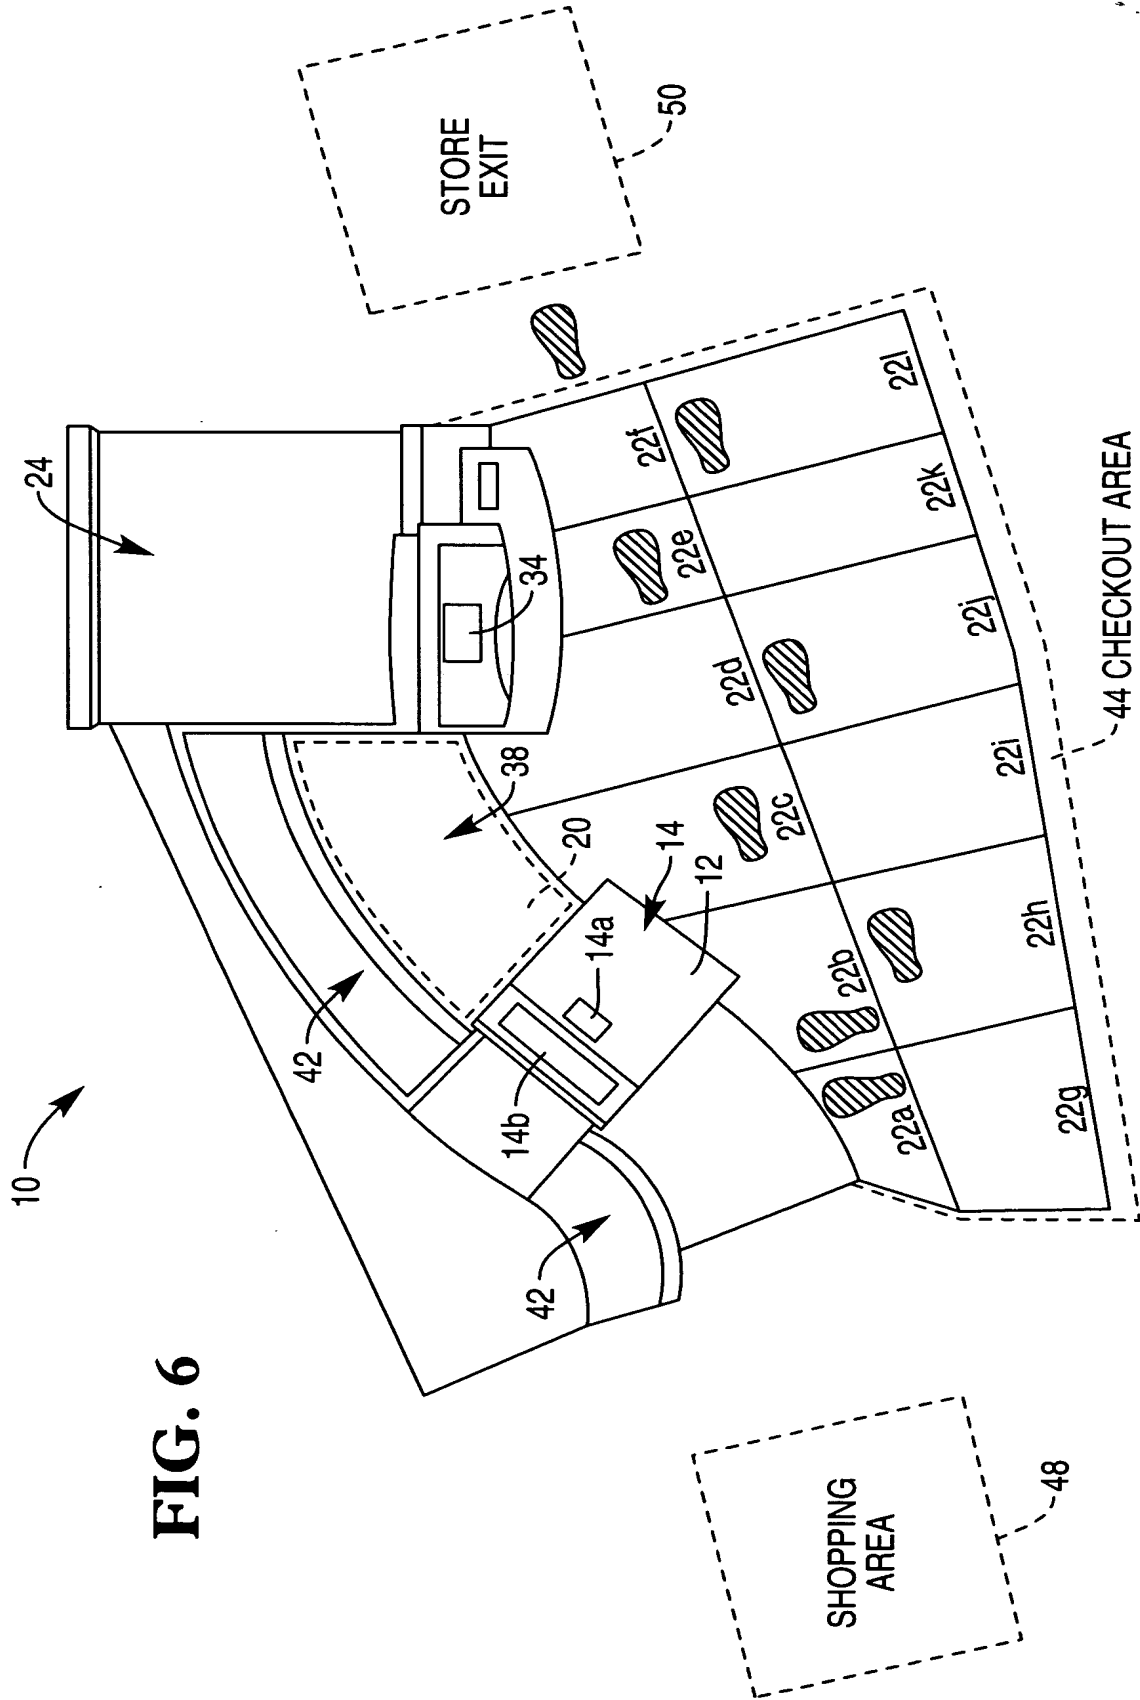 FIG. 6
10
24
42
42
14b
14a
12
14
20
38
34
22a
22b
22c
22d
22e
22f
22g
22h
22i
22j
22k
22l
44 CHECKOUT AREA
SHOPPING
AREA
48
STORE
EXIT
50